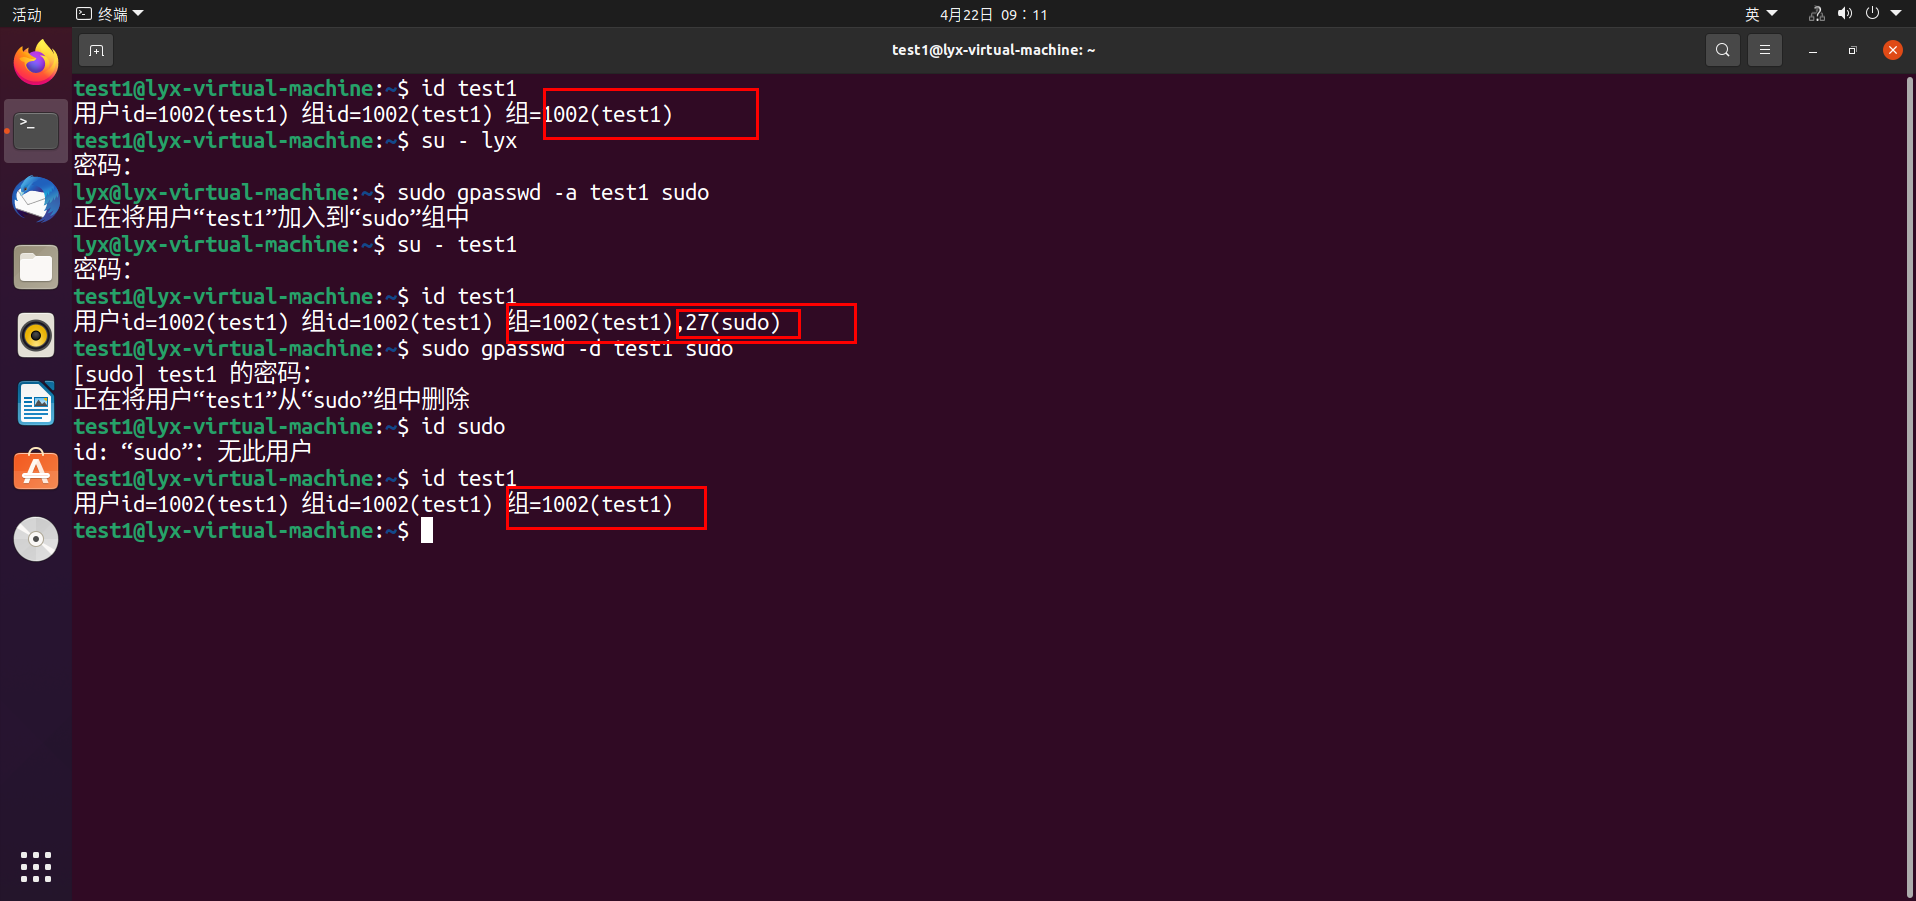 活动 终端 4月22日 09：11 英
test1@lyx-virtual-machine: ~
test1@lyx-virtual-machine:~$ id test1
用户id=1002(test1) 组id=1002(test1) 组=1002(test1)
test1@lyx-virtual-machine:~$ su - lyx
密码：
lyx@lyx-virtual-machine:~$ sudo gpasswd -a test1 sudo
正在将用户“test1”加入到“sudo”组中
lyx@lyx-virtual-machine:~$ su - test1
密码：
test1@lyx-virtual-machine:~$ id test1
用户id=1002(test1) 组id=1002(test1) 组=1002(test1),27(sudo)
test1@lyx-virtual-machine:~$ sudo gpasswd -d test1 sudo
[sudo] test1 的密码：
正在将用户“test1”从“sudo”组中删除
test1@lyx-virtual-machine:~$ id sudo
id: “sudo”：无此用户
test1@lyx-virtual-machine:~$ id test1
用户id=1002(test1) 组id=1002(test1) 组=1002(test1)
test1@lyx-virtual-machine:~$